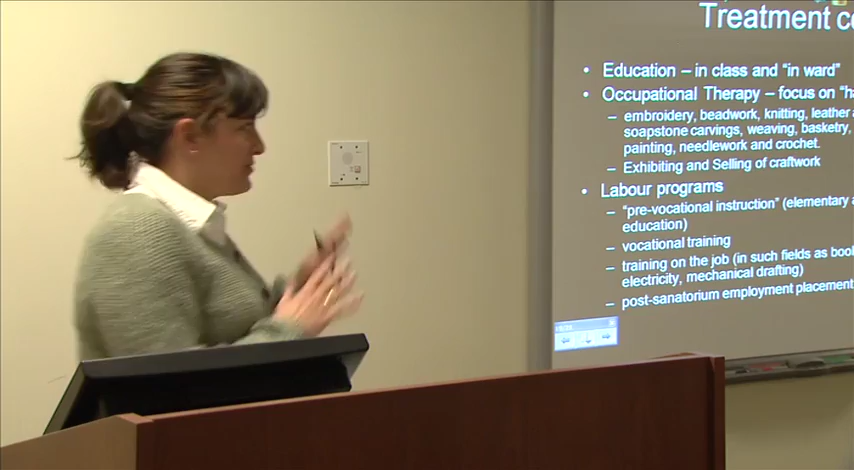 Treatment
• Education – in class and “in ward”
• Occupational Therapy – focus on
– embroidery, beadwork, knitting, leather
soapstone carvings, weaving, basketry,
painting, needlework and crochet.
– Exhibiting and Selling of craftwork
• Labour programs
– “pre-vocational instruction” (elementary
education)
– vocational training
– training on the job (in such fields as
electricity, mechanical drafting)
– post-sanatorium employment placement